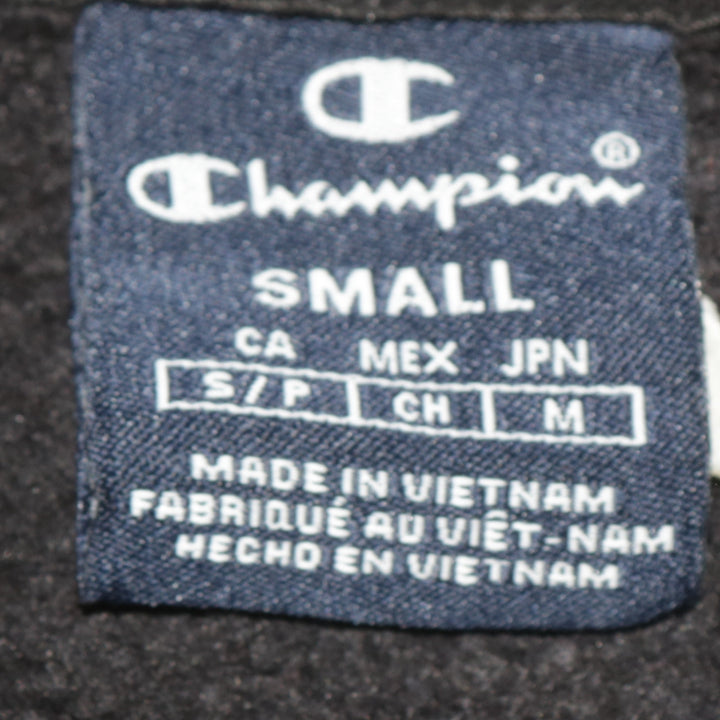 Champion®
SMALL
CA MEX JPN
S/P CH M
MADE IN VIETNAM
FABRIQUÉ AU VIÊT-NAM
HECHO EN VIETNAM